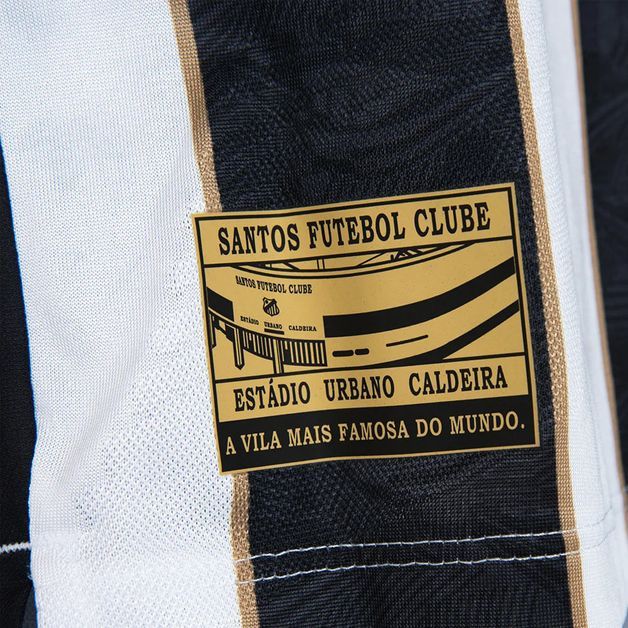 SANTOS FUTEBOL CLUBE
SANTOS FUTEBOL CLUBE
ESTÁDIO URBANO CALDEIRA
ESTÁDIO URBANO CALDEIRA
A VILA MAIS FAMOSA DO MUNDO.